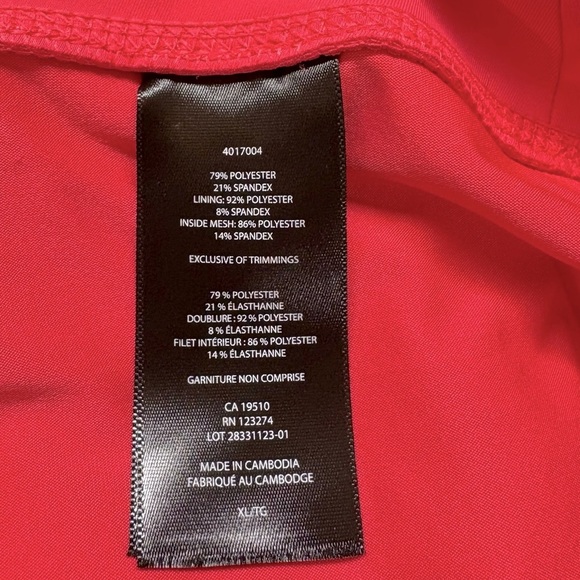 4017004
79% POLYESTER
21% SPANDEX
LINING: 92% POLYESTER
8% SPANDEX
INSIDE MESH: 86% POLYESTER
14% SPANDEX
EXCLUSIVE OF TRIMMINGS
79 % POLYESTER
21 % ÉLASTHANNE
DOUBLURE : 92 % POLYESTER
8 % ÉLASTHANNE
FILET INTÉRIEUR : 86 % POLYESTER
14 % ÉLASTHANNE
GARNITURE NON COMPRISE
CA 19510
RN 123274
LOT 28331123-01
MADE IN CAMBODIA
FABRIQUÉ AU CAMBODGE
XL/TG